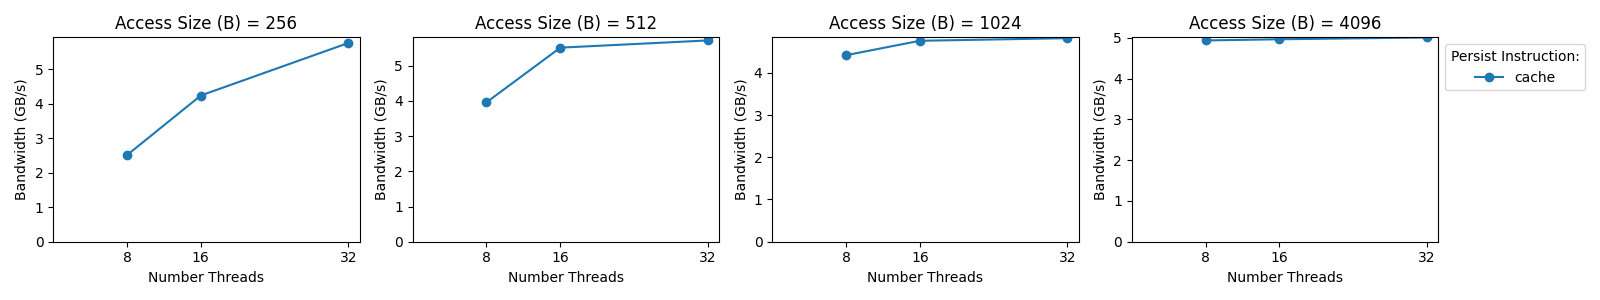 Access Size (B) = 256
Bandwidth (GB/s)
5
4
3
2
1
0
8 16 32
Number Threads
Access Size (B) = 512
Bandwidth (GB/s)
5
4
3
2
1
0
8 16 32
Number Threads
Access Size (B) = 1024
Bandwidth (GB/s)
4
3
2
1
0
8 16 32
Number Threads
Access Size (B) = 4096
Bandwidth (GB/s)
5
4
3
2
1
0
8 16 32
Number Threads
Persist Instruction:
cache